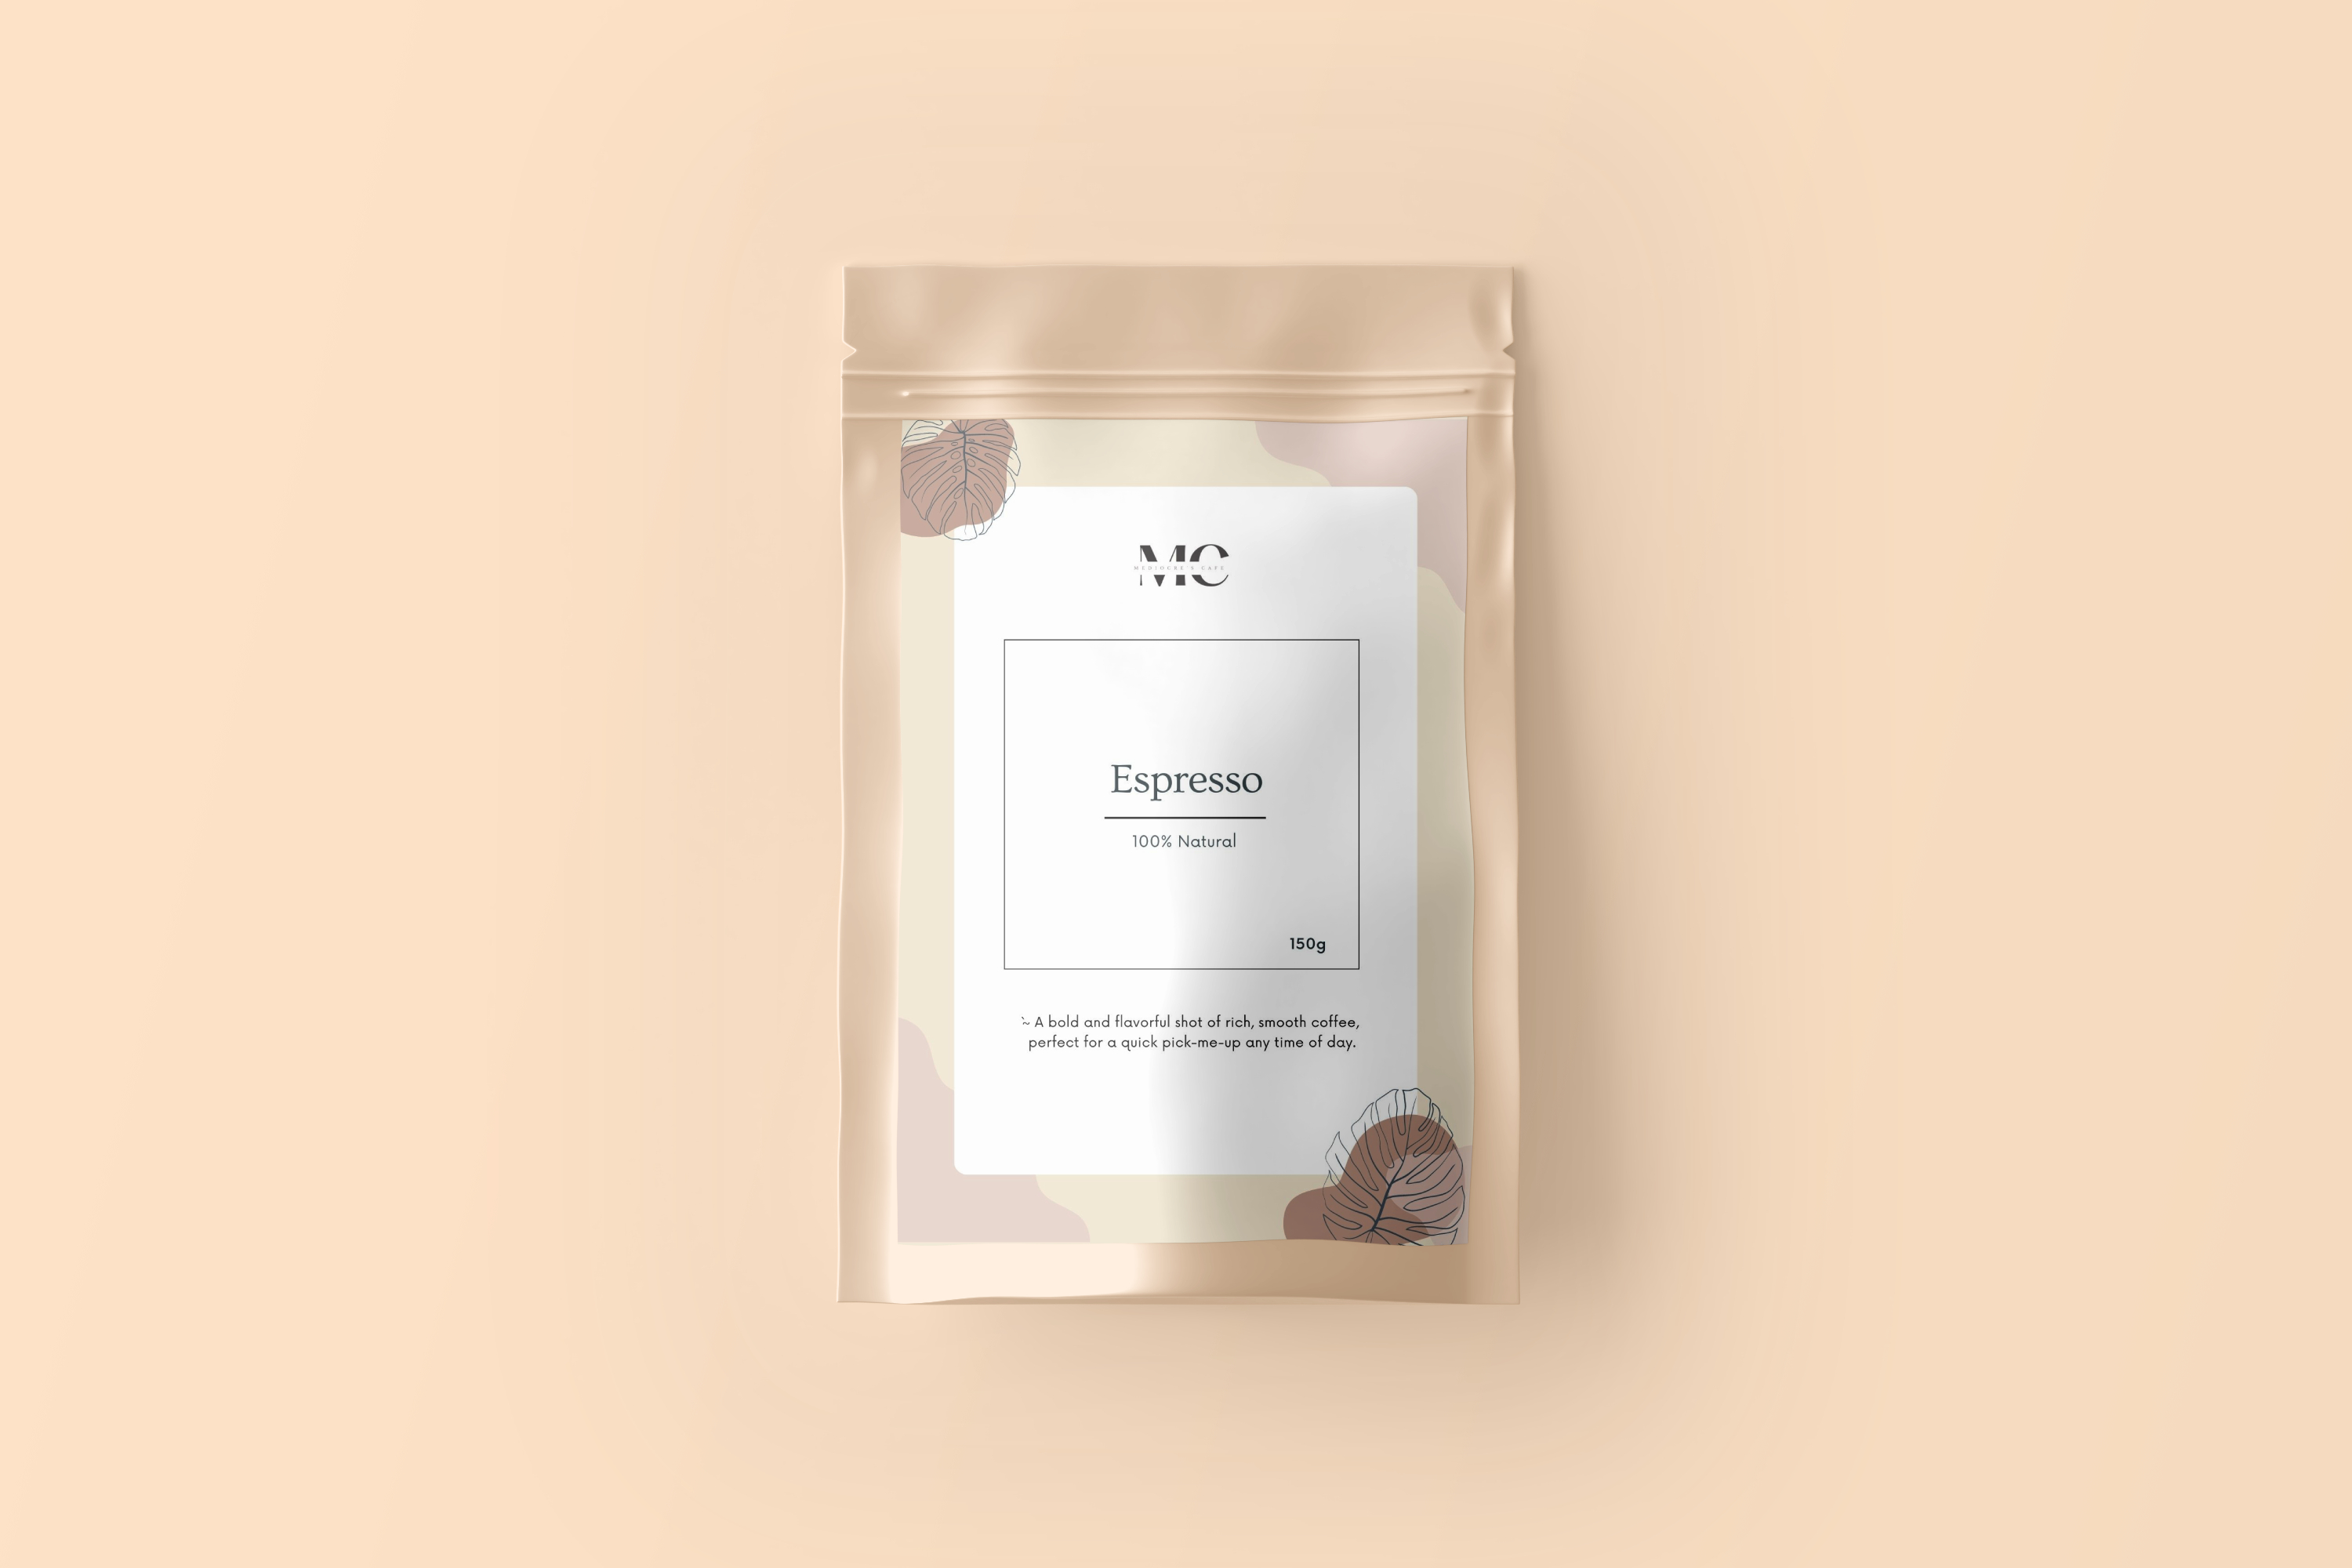 MC
MEDIOCRE'S CAFE
Espresso
100% Natural
150g
`~ A bold and flavorful shot of rich, smooth coffee,
perfect for a quick pick-me-up any time of day.